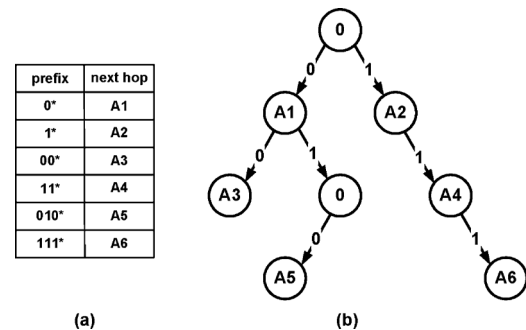 prefix next hop
0* A1
1* A2
00* A3
11* A4
010* A5
111* A6
(a)
0
0 1
A1 A2
0 1 1
A3 0 A4
0 1
A5 A6
(b)